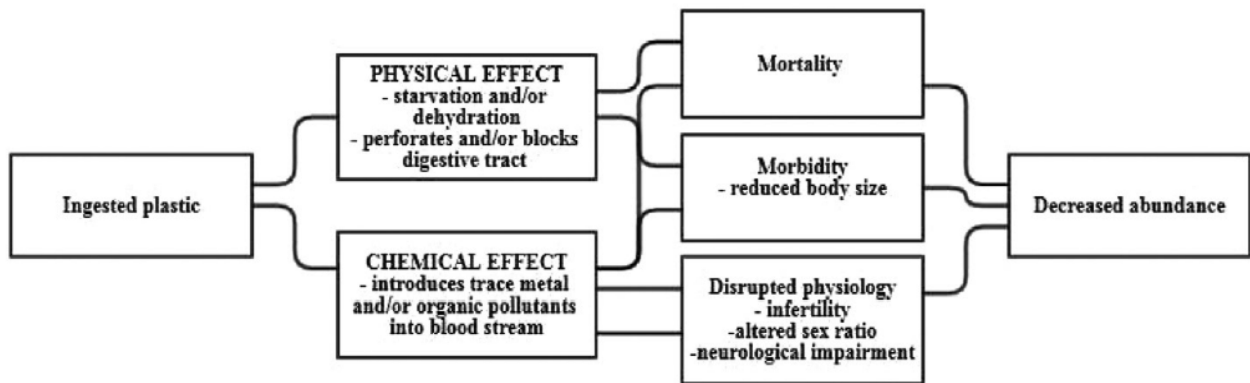 Ingested plastic
PHYSICAL EFFECT
- starvation and/or
dehydration
- perforates and/or blocks
digestive tract
CHEMICAL EFFECT
- introduces trace metal
and/or organic pollutants
into blood stream
Mortality
Morbidity
- reduced body size
Disrupted physiology
- infertility
-altered sex ratio
-neurological impairment
Decreased abundance